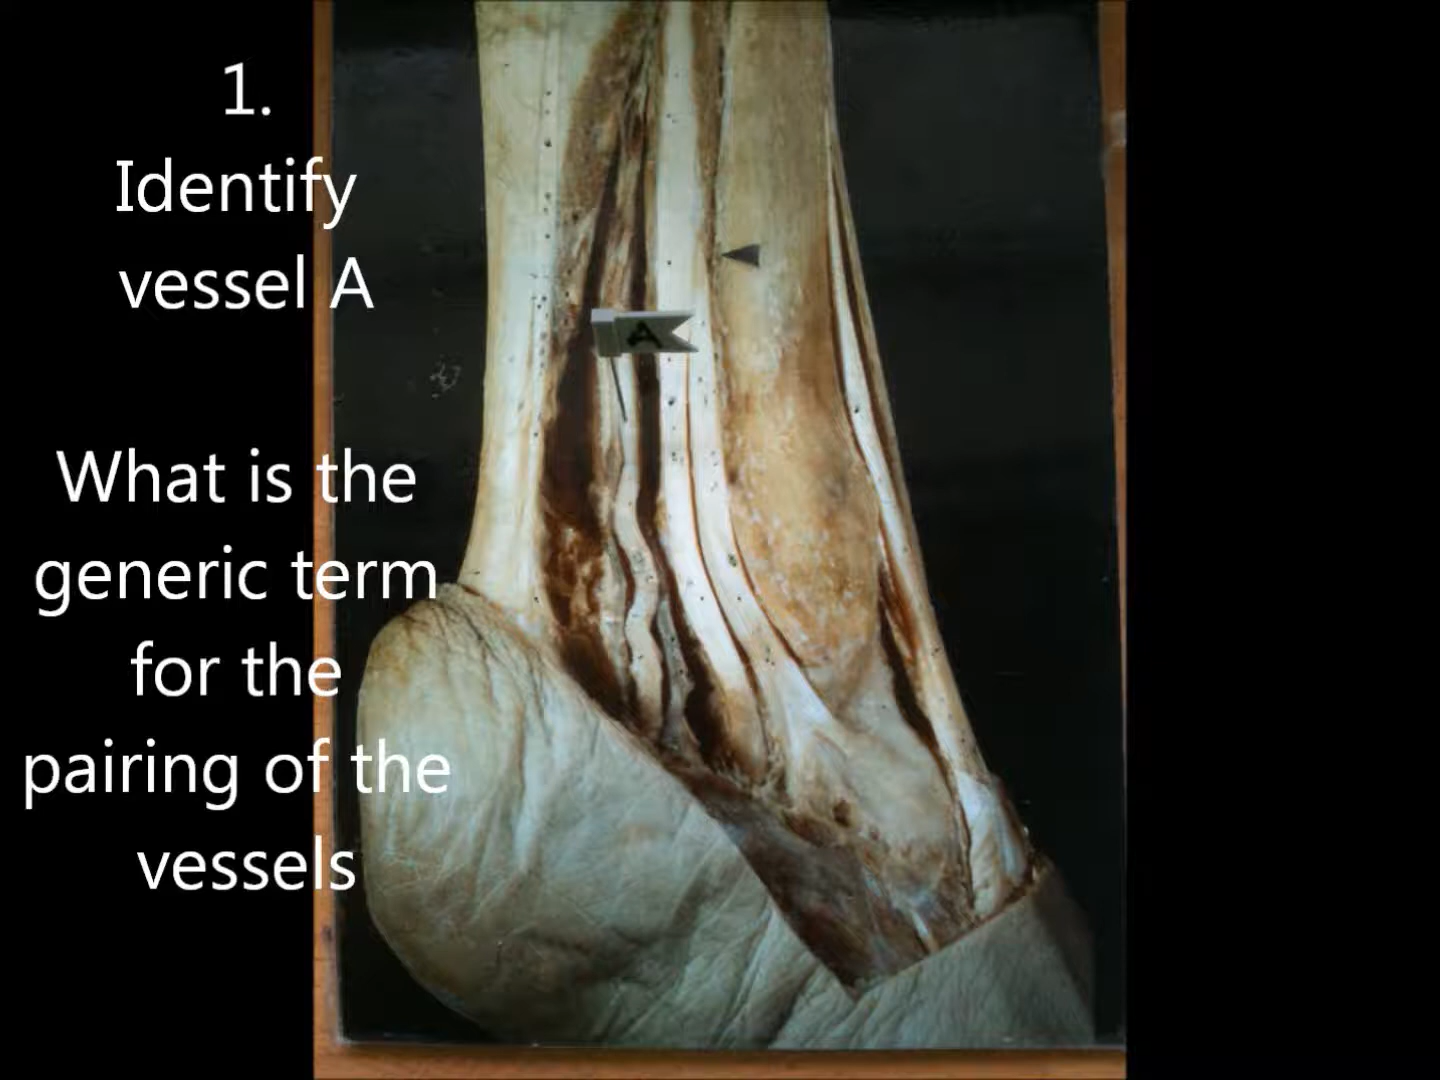 1.
Identify
vessel A
What is the
generic term
for the
pairing of the
vessels
A